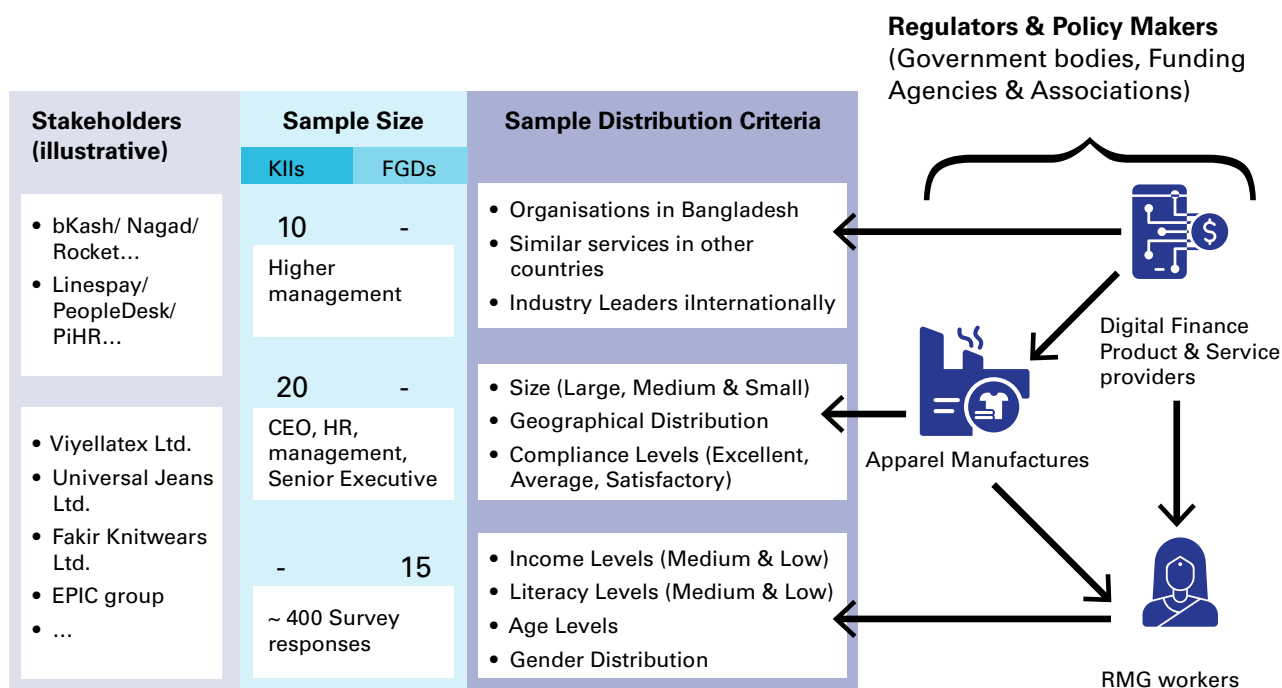 Regulators & Policy Makers
(Government bodies, Funding
Agencies & Associations)
Stakeholders
(illustrative)
Sample Size
Sample Distribution Criteria
KIIs
FGDs
• bKash/ Nagad/
Rocket...
• Linespay/
PeopleDesk/
PiHR...
10
-
Higher
management
• Organisations in Bangladesh
• Similar services in other
countries
• Industry Leaders iInternationally
$
Digital Finance
Product & Service
providers
• Viyellatex Ltd.
• Universal Jeans
Ltd.
• Fakir Knitwears
Ltd.
• EPIC group
• ...
20
-
CEO, HR,
management,
Senior Executive
• Size (Large, Medium & Small)
• Geographical Distribution
• Compliance Levels (Excellent,
Average, Satisfactory)
Apparel Manufactures
-
15
~ 400 Survey
responses
• Income Levels (Medium & Low)
• Literacy Levels (Medium & Low)
• Age Levels
• Gender Distribution
RMG workers